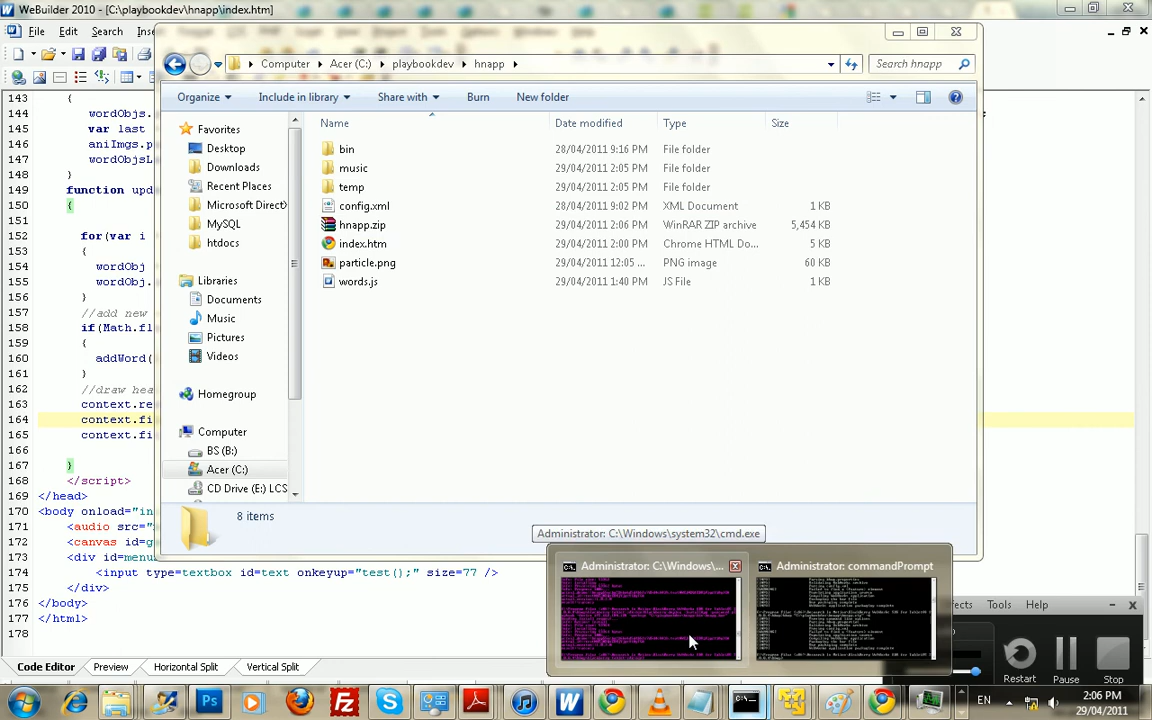 WeBuilder 2010 - [C:\playbookdev\hnapp\index.htm]
File Edit Search Inse
Computer Acer (C:) playbookdev hnapp
Search hnapp
Organize Include in library Share with Burn New folder
Name Date modified Type Size
Favorites
Desktop
Downloads
Recent Places
Microsoft Direct
MySQL
htdocs
Libraries
Documents
Music
Pictures
Videos
Homegroup
Computer
BS (B:)
Acer (C:)
CD Drive (E:) LCS
bin 28/04/2011 9:16 PM File folder
music 29/04/2011 2:05 PM File folder
temp 29/04/2011 2:05 PM File folder
config.xml 28/04/2011 9:02 PM XML Document 1 KB
hnapp.zip 29/04/2011 2:06 PM WinRAR ZIP archive 5,454 KB
index.htm 29/04/2011 2:00 PM Chrome HTML Do... 5 KB
particle.png 29/04/2011 12:05 ... PNG image 60 KB
words.js 29/04/2011 1:40 PM JS File 1 KB
8 items
143 {
144 wordObjs.
145 var last
146 aniImgs.p
147 wordObjsL
148 }
149 function upd
150 {
151
152 for(var i
153 {
154 wordObj
155 wordObj.
156 }
157 //add new
158 if(Math.fl
159 {
160 addWord(
161 }
162 //draw hea
163 context.re
164 context.fi
165 context.fi
166
167 }
168 </script>
169 </head>
170 <body onload="in
171 <audio src="
172 <canvas id=g
173 <div id=menu
174 <input type=textbox id=text onkeyup="test();" size=77 />
175 </div>
176 </body>
177 </html>
178
Administrator: C:\Windows\system32\cmd.exe
Administrator: C:\Windows\... Administrator: commandPrompt
Code Editor Preview Horizontal Split Vertical Split
ffects Tools Help
Restart Pause Stop
EN
2:06 PM
29/04/2011